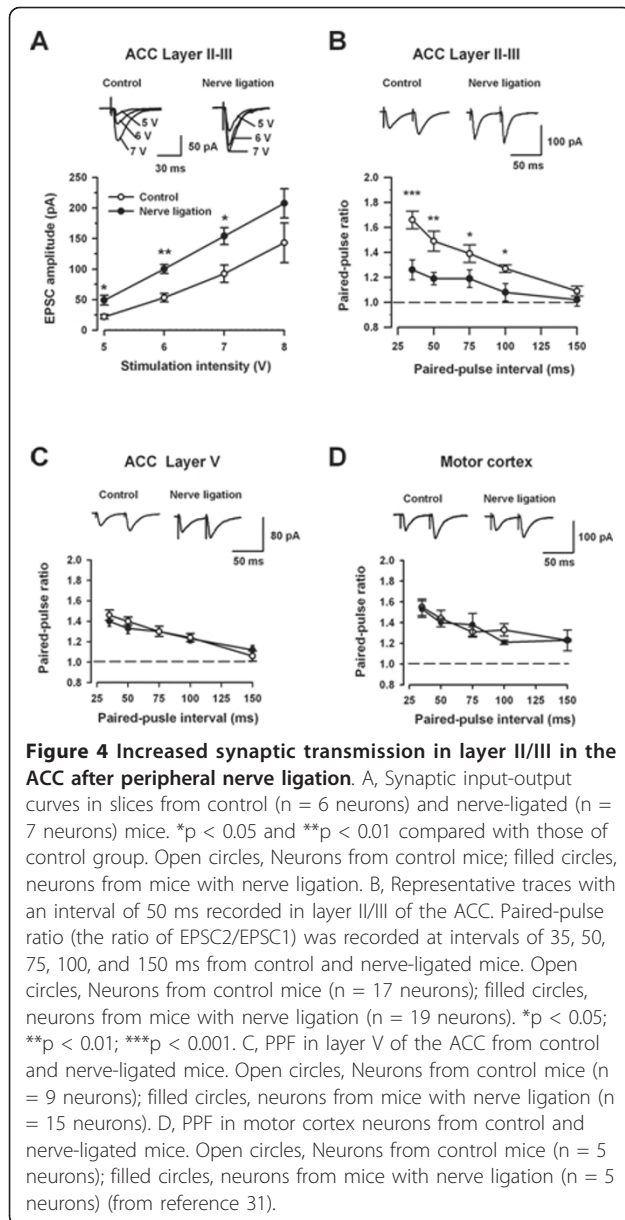 A
ACC Layer II-III
Control
Nerve ligation
5 V
6 V
7 V
5 V
6 V
7 V
50 pA
30 ms
250
200
150
100
50
0
EPSC amplitude (pA)
Control
Nerve ligation
*
**
*
5
6
7
8
Stimulation intensity (V)
B
ACC Layer II-III
Control
Nerve ligation
100 pA
50 ms
2.0
1.8
1.6
1.4
1.2
1.0
0.8
Paired-pulse ratio
***
**
*
*
25
50
75
100
125
150
Paired-pulse interval (ms)
C
ACC Layer V
Control
Nerve ligation
80 pA
50 ms
2.0
1.8
1.6
1.4
1.2
1.0
0.8
Paired-pulse ratio
25
50
75
100
125
150
Paired-pusle interval (ms)
D
Motor cortex
Control
Nerve ligation
100 pA
50 ms
2.0
1.8
1.6
1.4
1.2
1.0
0.8
Paired-pulse ratio
25
50
75
100
125
150
Paired-pulse interval (ms)
Figure 4 Increased synaptic transmission in layer II/III in the
ACC after peripheral nerve ligation. A, Synaptic input-output
curves in slices from control (n = 6 neurons) and nerve-ligated (n =
7 neurons) mice. *p < 0.05 and **p < 0.01 compared with those of
control group. Open circles, Neurons from control mice; filled circles,
neurons from mice with nerve ligation. B, Representative traces with
an interval of 50 ms recorded in layer II/III of the ACC. Paired-pulse
ratio (the ratio of EPSC2/EPSC1) was recorded at intervals of 35, 50,
75, 100, and 150 ms from control and nerve-ligated mice. Open
circles, Neurons from control mice (n = 17 neurons); filled circles,
neurons from mice with nerve ligation (n = 19 neurons). *p < 0.05;
**p < 0.01; ***p < 0.001. C, PPF in layer V of the ACC from control
and nerve-ligated mice. Open circles, Neurons from control mice (n
= 9 neurons); filled circles, neurons from mice with nerve ligation (n
= 15 neurons). D, PPF in motor cortex neurons from control and
nerve-ligated mice. Open circles, Neurons from control mice (n = 5
neurons); filled circles, neurons from mice with nerve ligation (n = 5
neurons) (from reference 31).